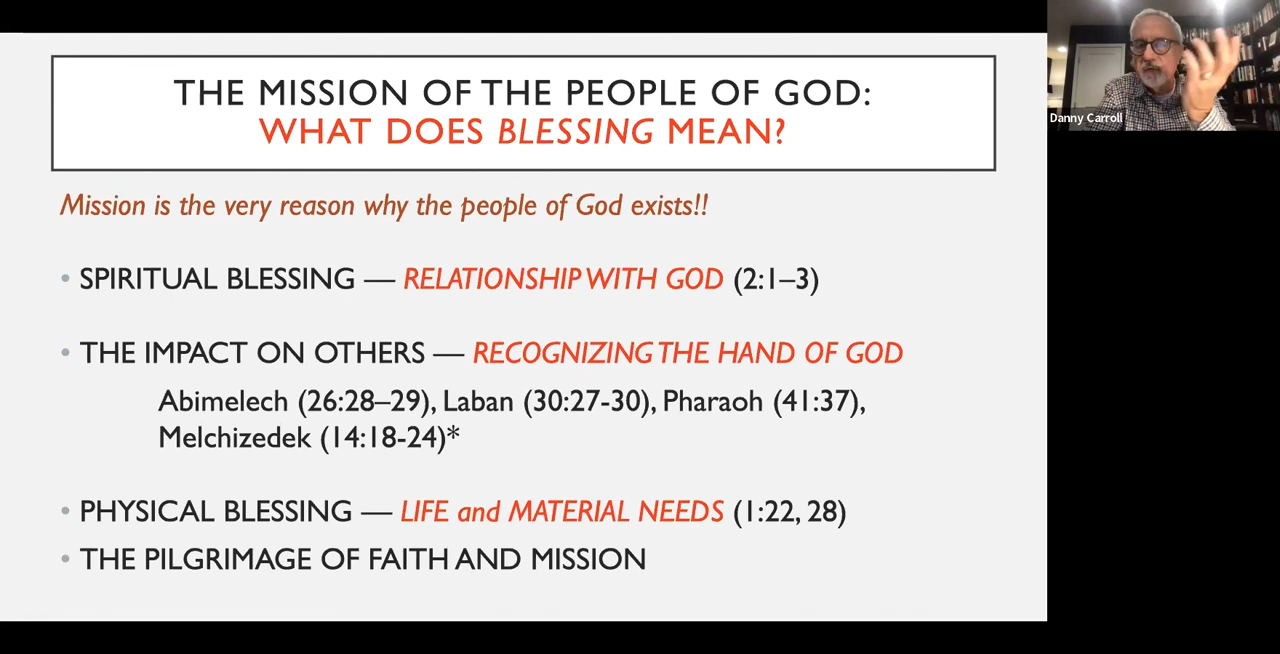 THE MISSION OF THE PEOPLE OF GOD:
WHAT DOES BLESSING MEAN?
Mission is the very reason why the people of God exists!!
• SPIRITUAL BLESSING — RELATIONSHIP WITH GOD (2:1–3)
• THE IMPACT ON OTHERS — RECOGNIZING THE HAND OF GOD
Abimelech (26:28–29), Laban (30:27-30), Pharaoh (41:37),
Melchizedek (14:18-24)*
• PHYSICAL BLESSING — LIFE and MATERIAL NEEDS (1:22, 28)
• THE PILGRIMAGE OF FAITH AND MISSION
Danny Carroll